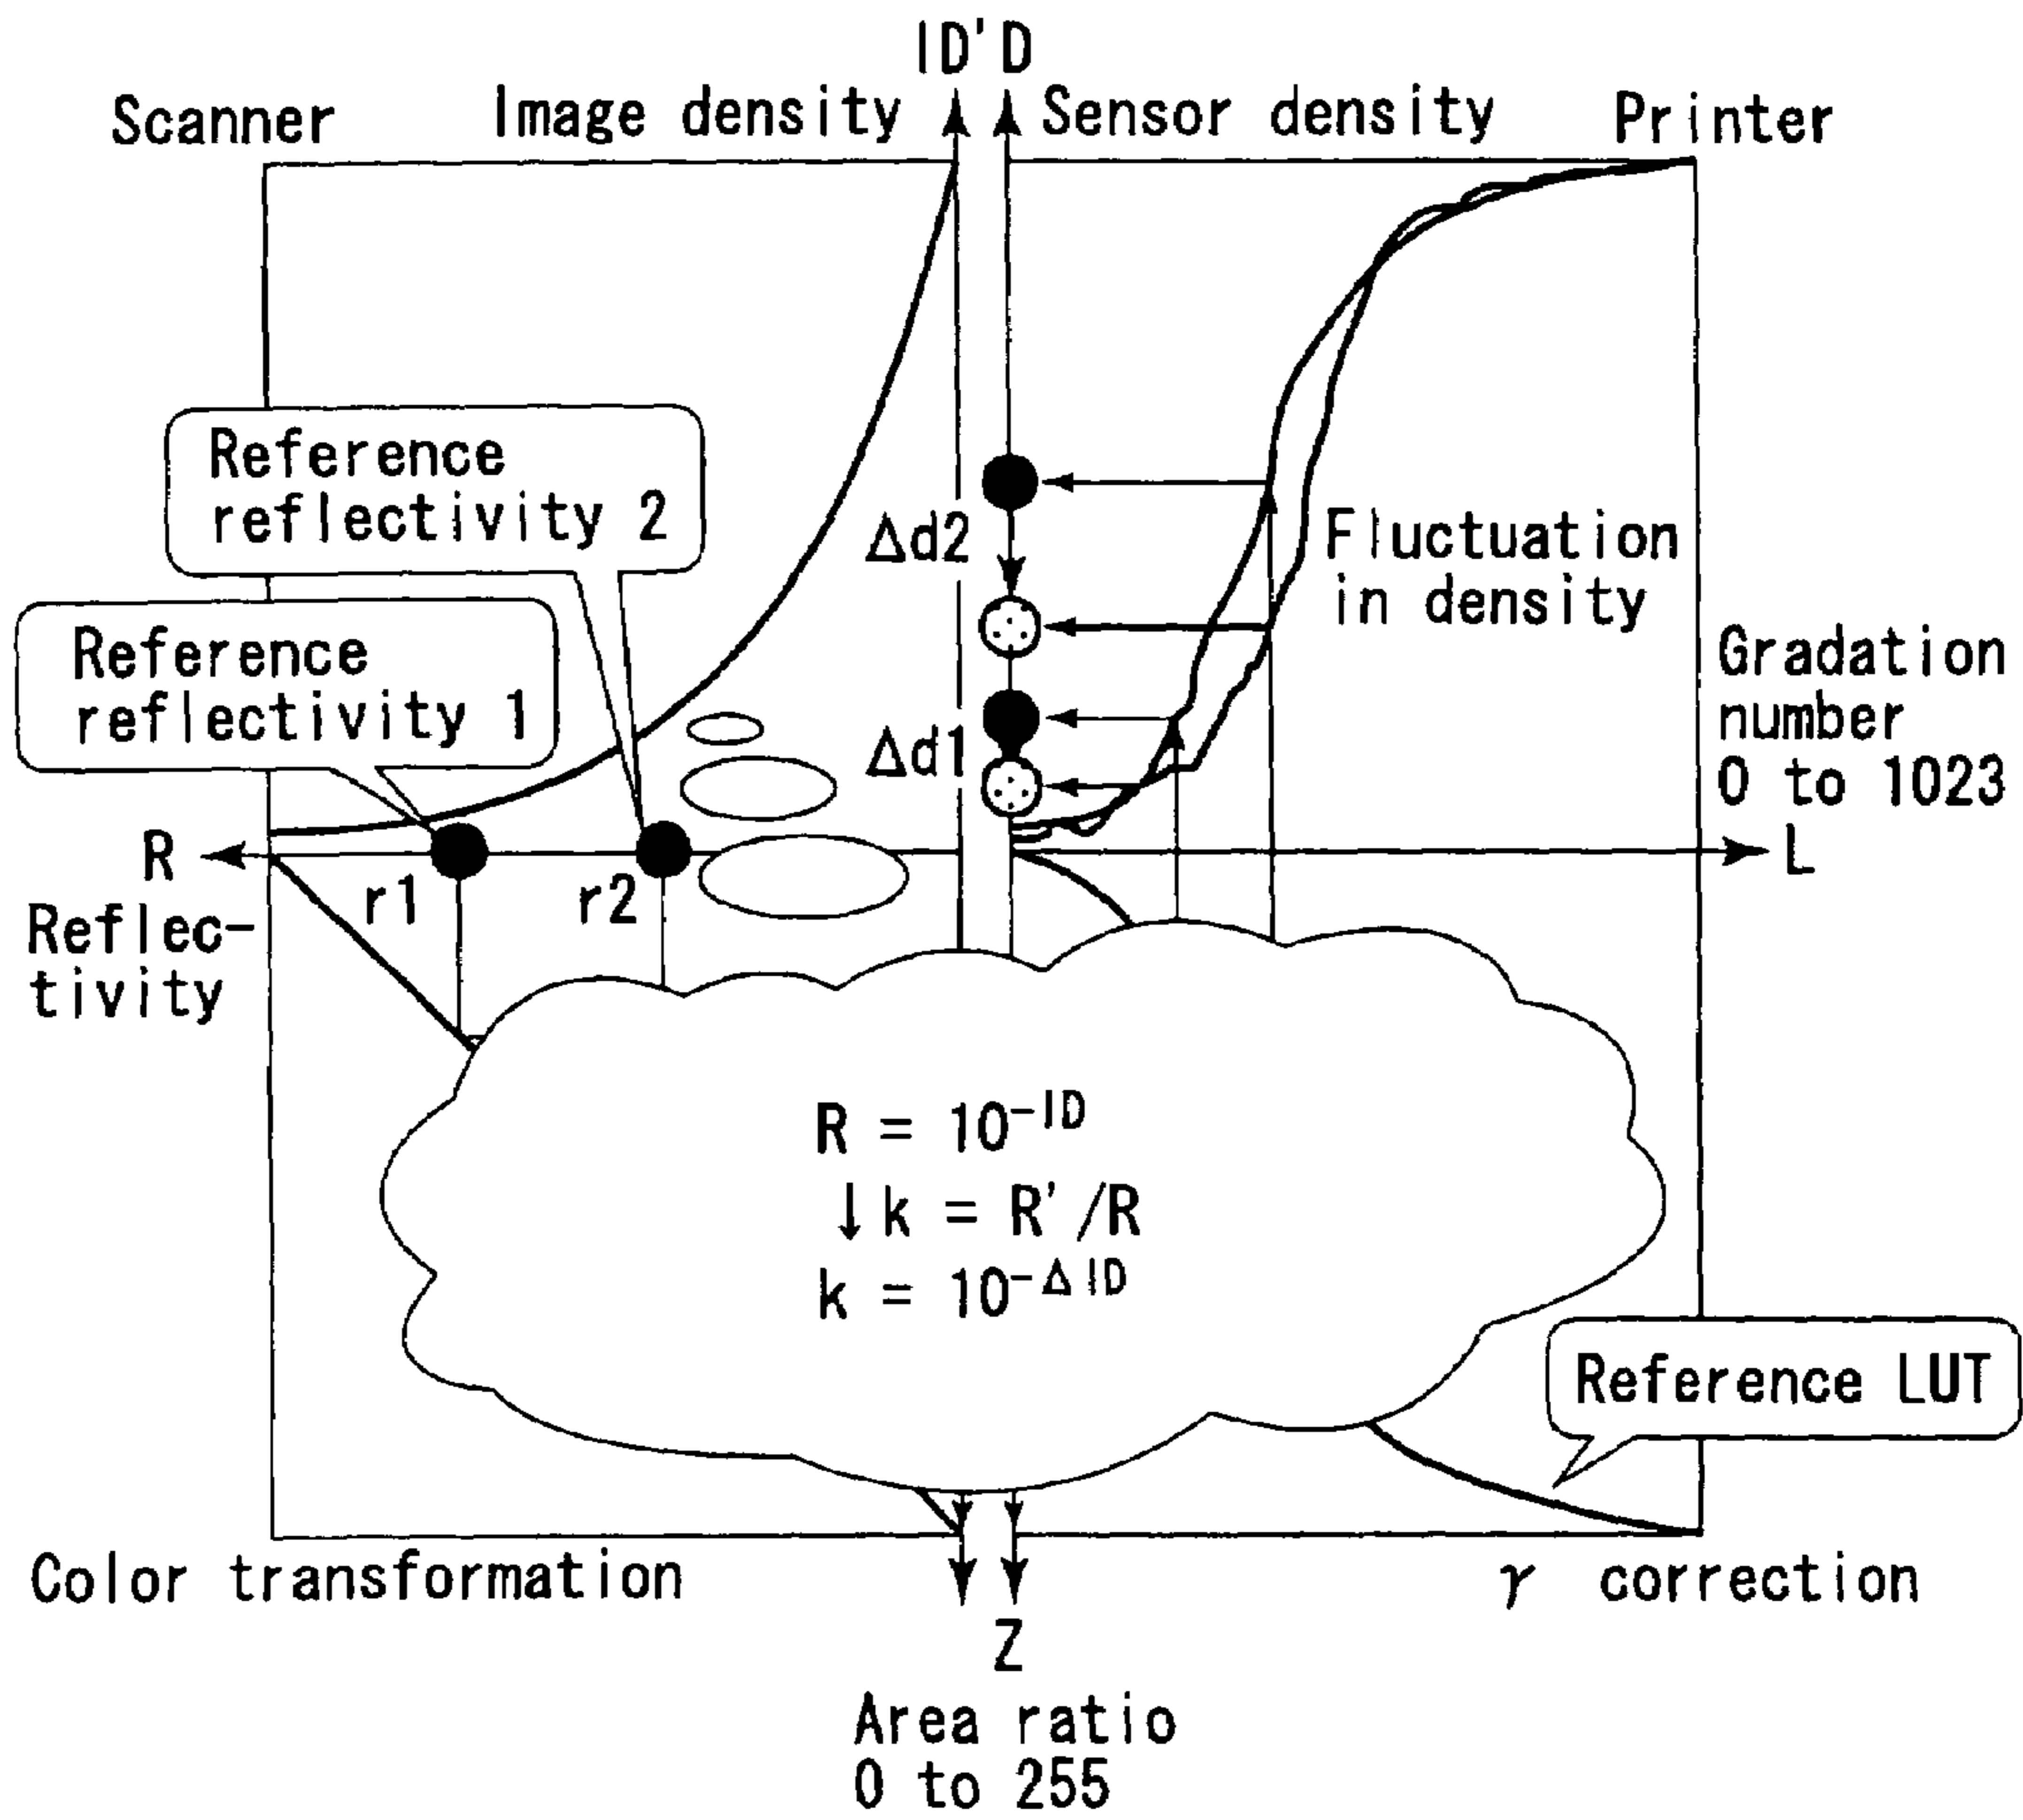 ID'D
Scanner
Image density
Sensor density
Printer
Reference
reflectivity 2
Reference
reflectivity 1
Δd2
Δd1
Fluctuation
in density
Gradation
number
0 to 1023
R
L
r1
r2
Reflec-
tivity
R = 10^{-ID}
↓ k = R'/R
k = 10^{-ΔID}
Reference LUT
Color transformation
γ correction
Z
Area ratio
0 to 255